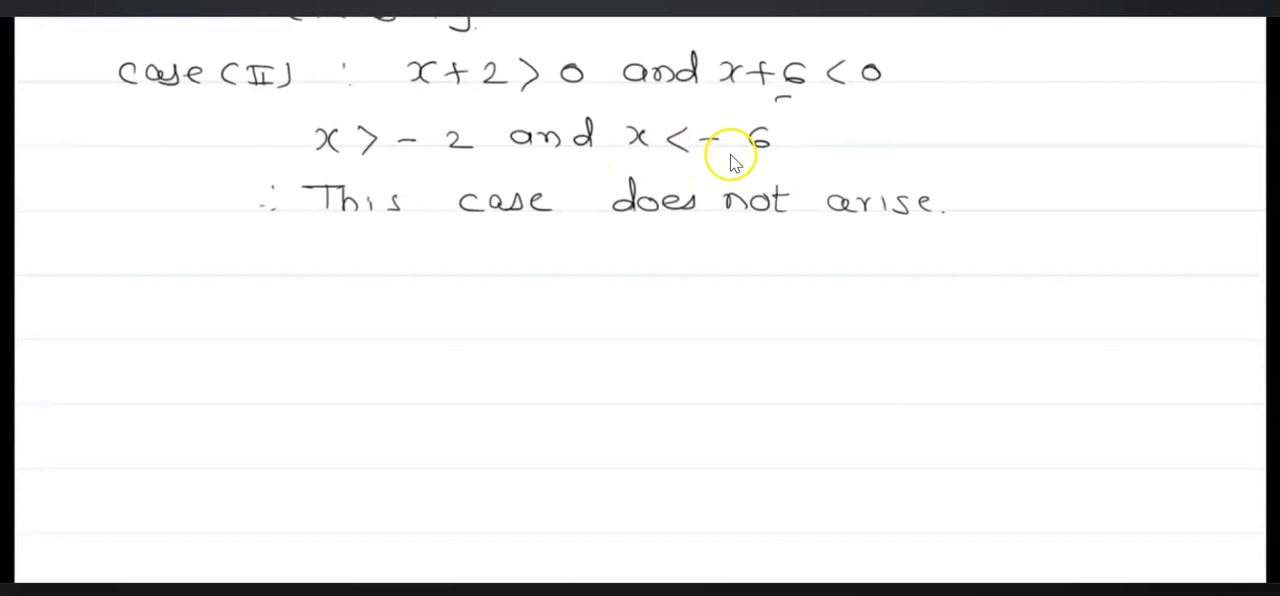 case (II) : x + 2 > 0 and x + 6 < 0
x > - 2 and x < - 6
∴ This case does not arise.